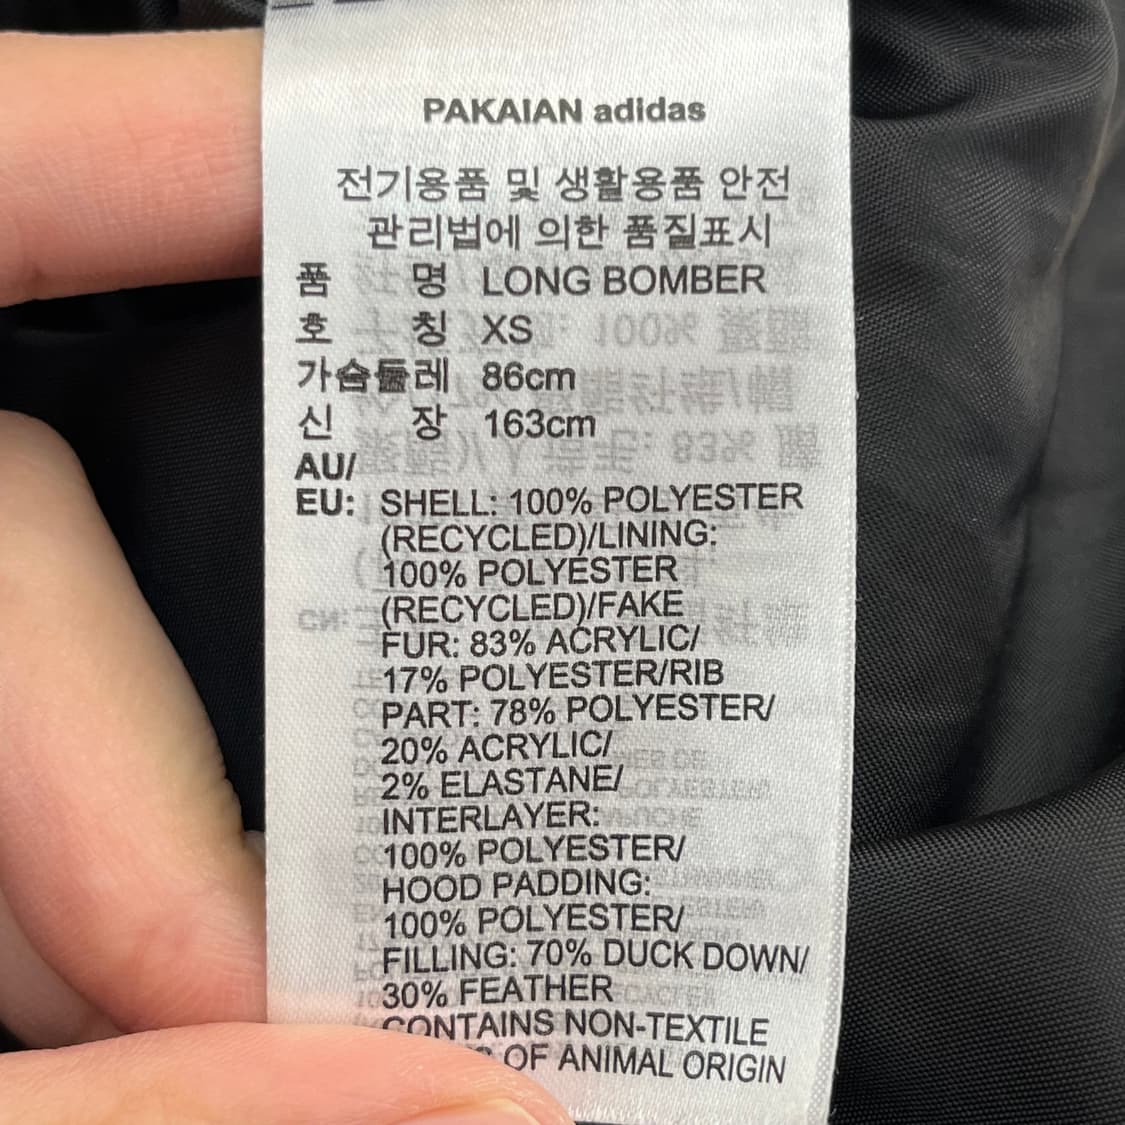 PAKAIAN adidas
전기용품 및 생활용품 안전
관리법에 의한 품질표시
품 명 LONG BOMBER
호 칭 XS
가슴둘레 86cm
신 장 163cm
AU/
EU: SHELL: 100% POLYESTER
(RECYCLED)/LINING:
100% POLYESTER
(RECYCLED)/FAKE
FUR: 83% ACRYLIC/
17% POLYESTER/RIB
PART: 78% POLYESTER/
20% ACRYLIC/
2% ELASTANE/
INTERLAYER:
100% POLYESTER/
HOOD PADDING:
100% POLYESTER/
FILLING: 70% DUCK DOWN/
30% FEATHER
CONTAINS NON-TEXTILE
OF ANIMAL ORIGIN